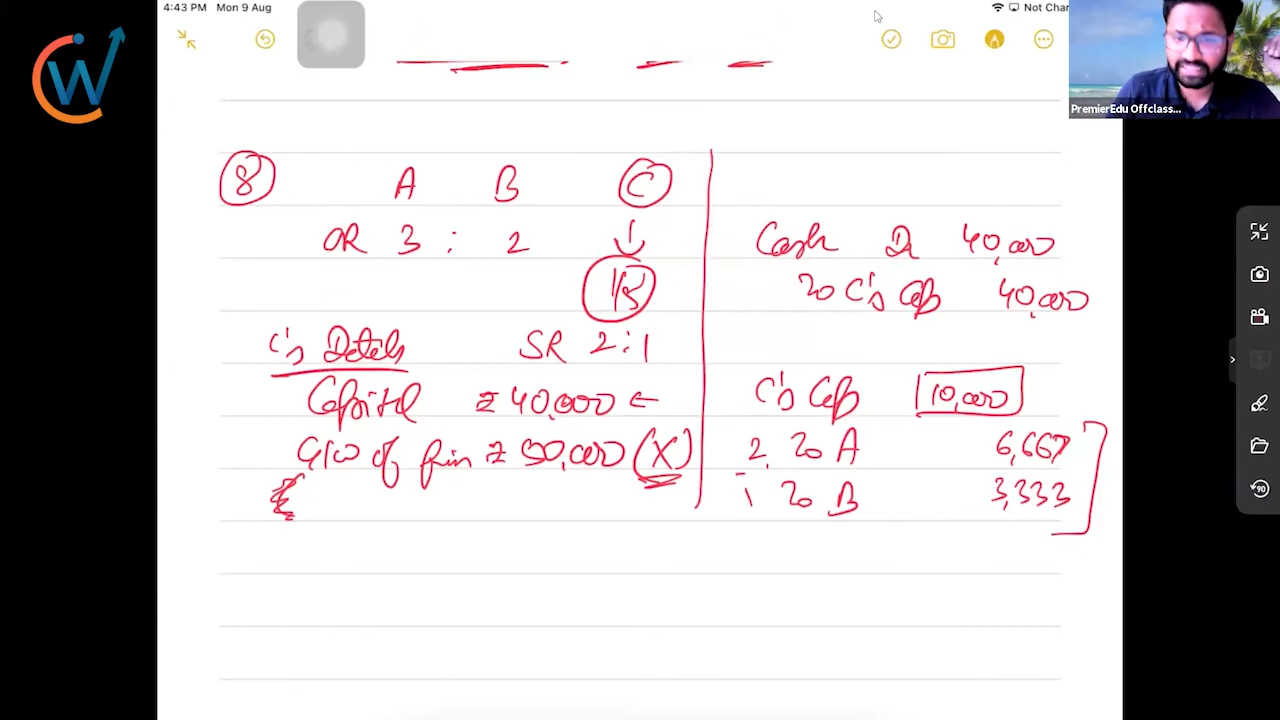 4:43 PM Mon 9 Aug
Not Char
PremierEdu Offclass...
W
8 A B C
OR 3 : 2
1/5
C's Details SR 2:1
Capital ₹ 40,000 ←
G/W of firm ₹ 50,000 (X)
Cash Dr 40,000
To C's Cap 40,000
C's Cap 10,000
2 To A 6,667
1 To B 3,333
90